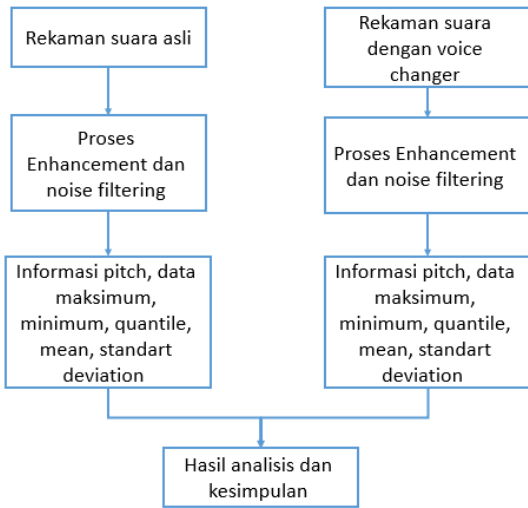 Rekaman suara asli
Proses
Enhancement dan
noise filtering
Informasi pitch, data
maksimum,
minimum, quantile,
mean, standart
deviation
Rekaman suara
dengan voice
changer
Proses Enhancement
dan noise filtering
Informasi pitch, data
maksimum,
minimum, quantile,
mean, standart
deviation
Hasil analisis dan
kesimpulan